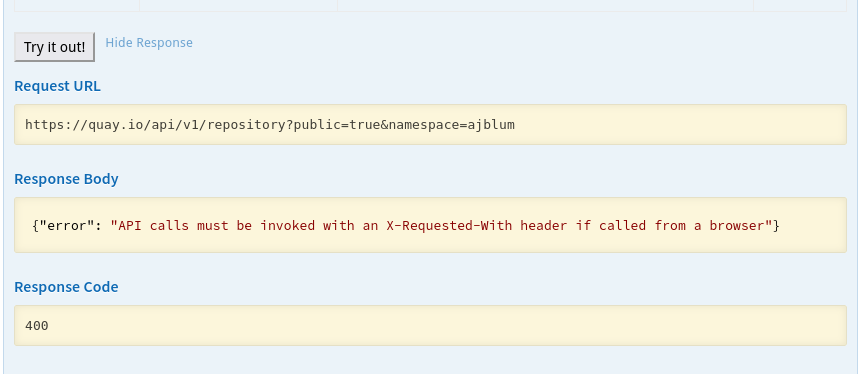 Try it out! Hide Response
Request URL
https://quay.io/api/v1/repository?public=true&namespace=ajblum
Response Body
{"error": "API calls must be invoked with an X-Requested-With header if called from a browser"}
Response Code
400